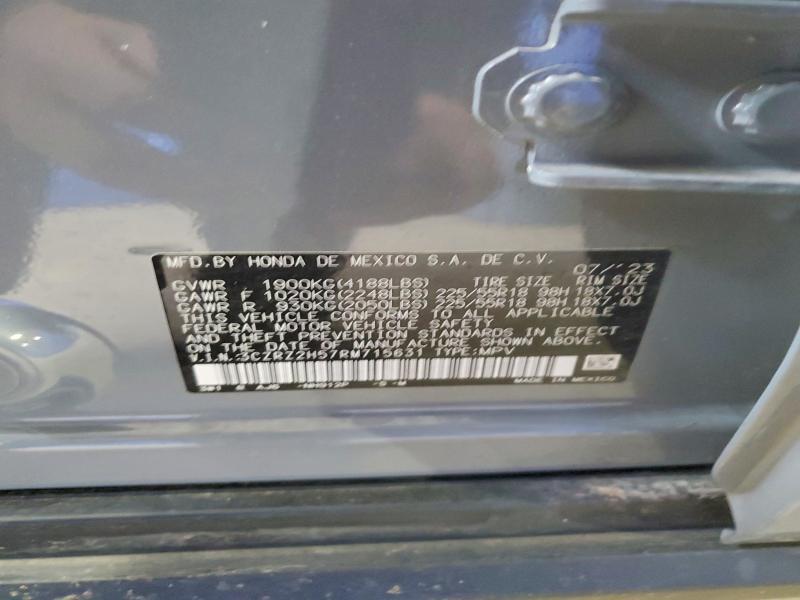 MFD. BY HONDA DE MEXICO S.A. DE C.V. 07/'23
GVWR 1900KG(4188LBS) TIRE SIZE RIM SIZE
GAWR F 1020KG(2248LBS) 225/55R18 98H 18X7.0J
GAWR R 930KG(2050LBS) 225/55R18 98H 18X7.0J
THIS VEHICLE CONFORMS TO ALL APPLICABLE
FEDERAL MOTOR VEHICLE SAFETY
AND THEFT PREVENTION STANDARDS IN EFFECT
ON THE DATE OF MANUFACTURE SHOWN ABOVE.
V.I.N.:3CZRZ2H57RM715631 TYPE:MPV
MADE IN MEXICO